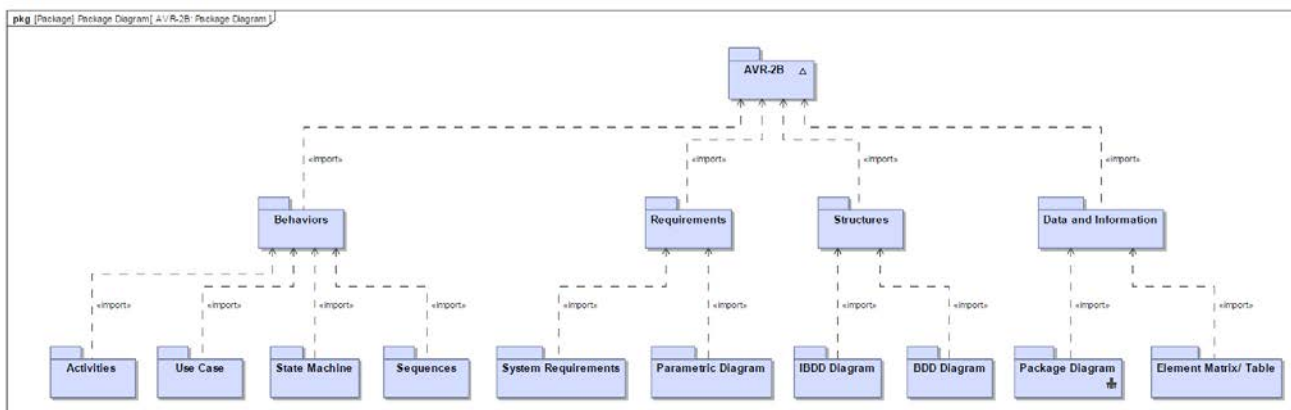 pkg [Package] Package Diagram[ AVR-2B: Package Diagram ]
AVR-2B
«import» «import» «import» «import»
Behaviors Requirements Structures Data and Information
«import» «import» «import» «import» «import» «import» «import» «import» «import» «import»
Activities Use Case State Machine Sequences System Requirements Parametric Diagram IBDD Diagram BDD Diagram Package Diagram Element Matrix/ Table